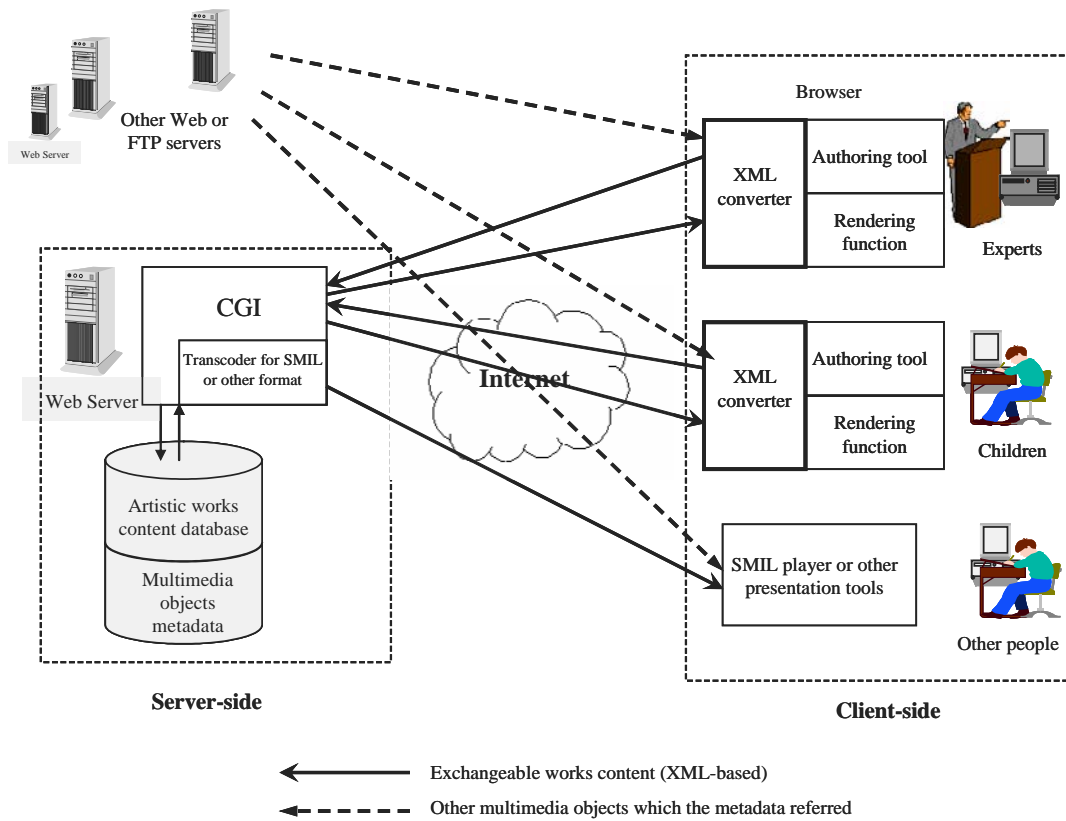 Other Web or
FTP servers
Web Server
Browser
XML
converter
Authoring tool
Rendering
function
Experts
CGI
Transcoder for SMIL
or other format
Web Server
Internet
XML
converter
Authoring tool
Rendering
function
Children
Artistic works
content database
Multimedia
objects
metadata
SMIL player or other
presentation tools
Other people
Server-side
Client-side
Exchangeable works content (XML-based)
Other multimedia objects which the metadata referred